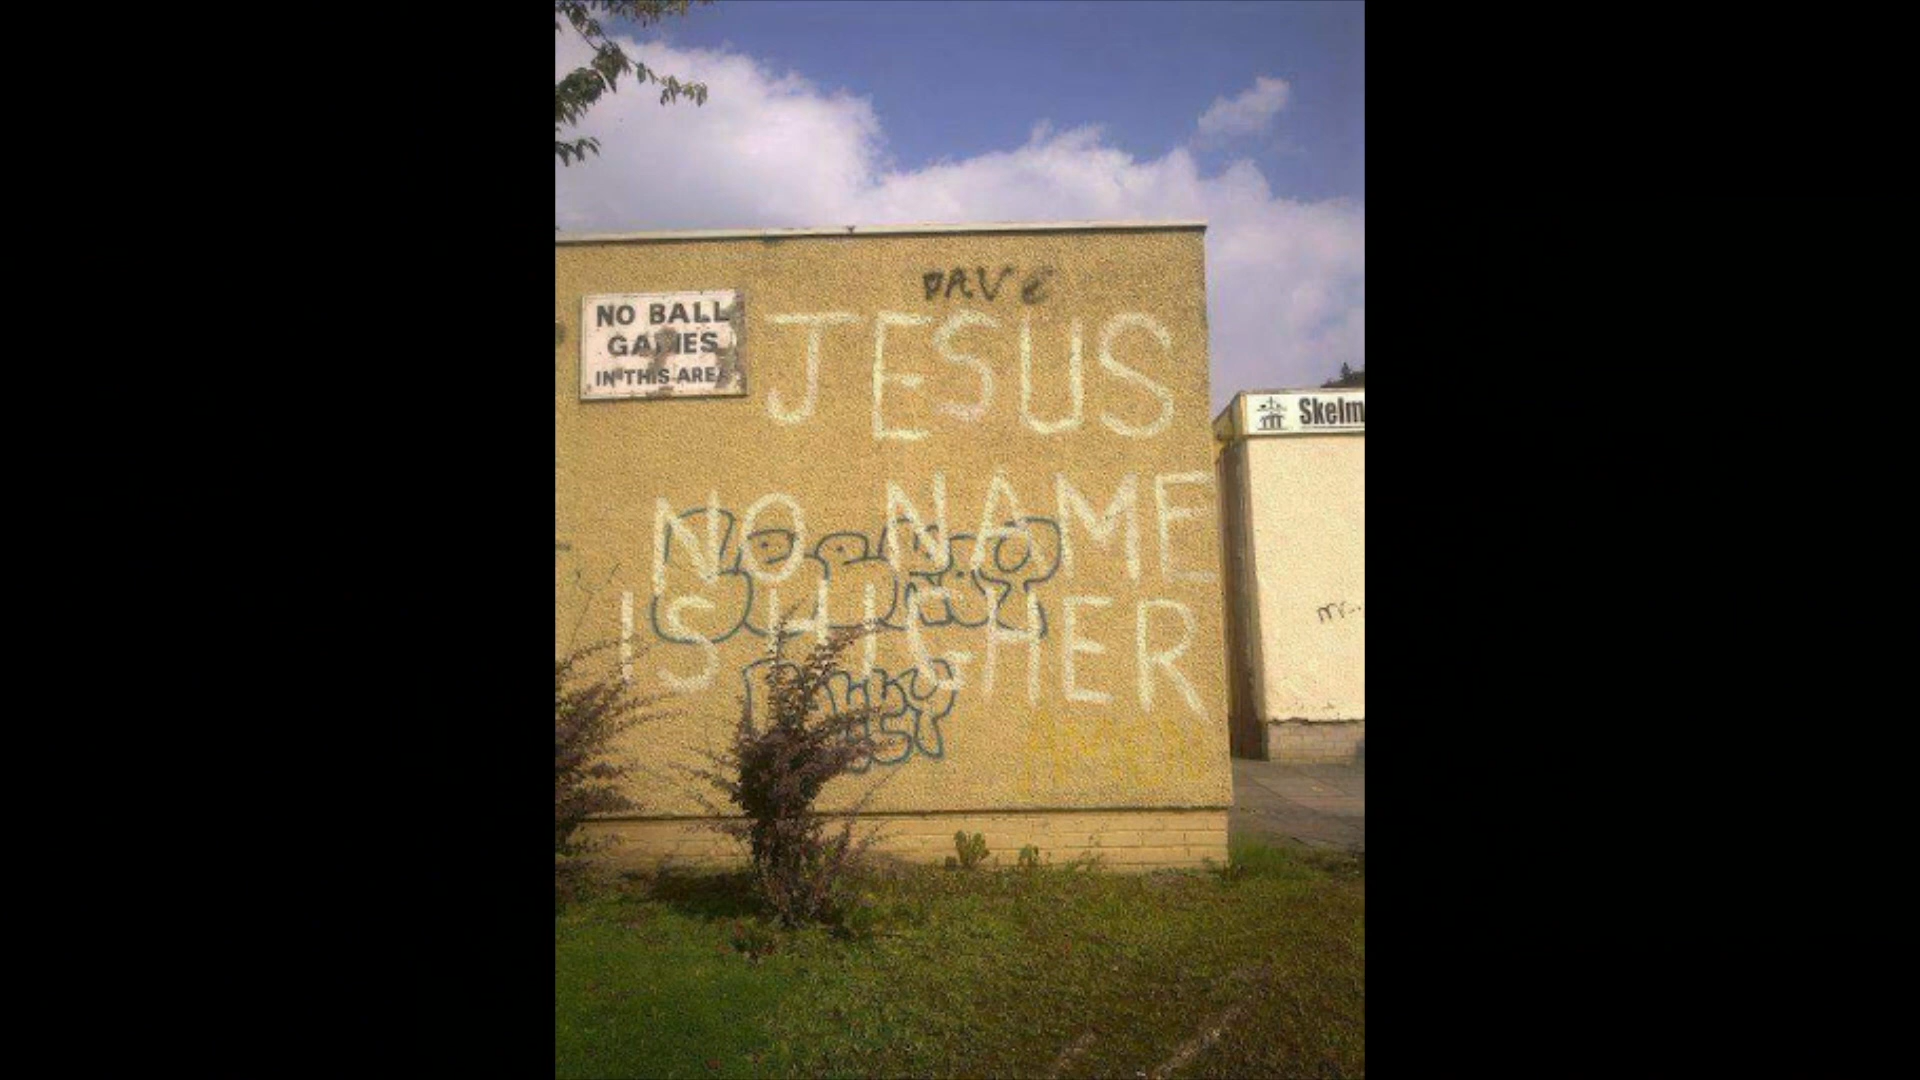 DAVE
NO BALL
GAMES
IN THIS AREA
JESUS
NO NAME
IS HIGHER
Skelm